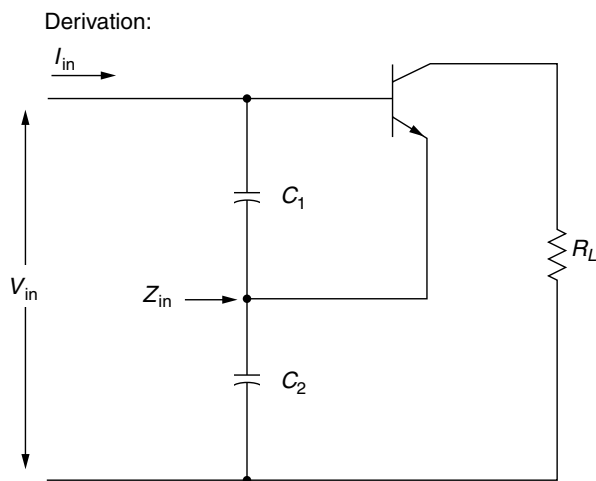 Derivation:
I_in
C_1
R_L
V_in
Z_in
C_2